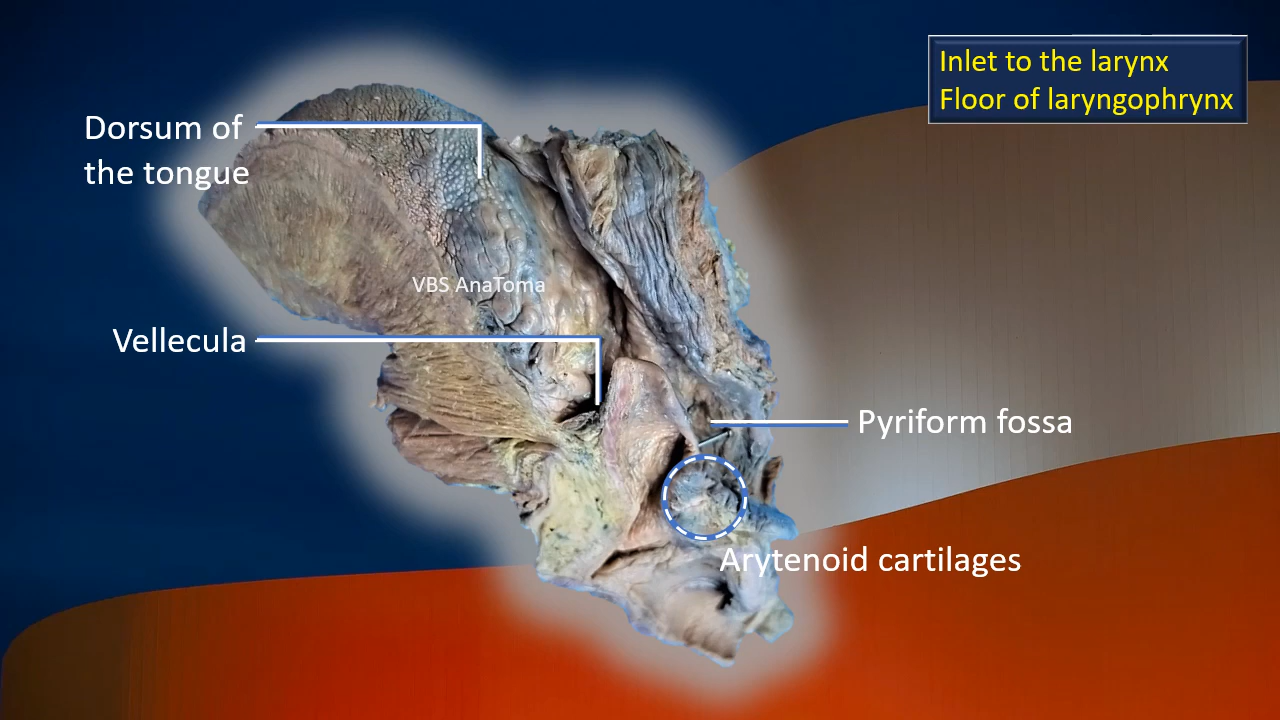 Inlet to the larynx
Floor of laryngophrynx
Dorsum of
the tongue
VBS AnaToma
Vellecula
Pyriform fossa
Arytenoid cartilages